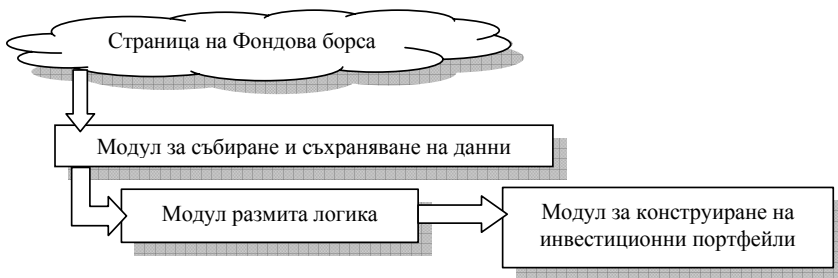 Страница на Фондова борса
Модул за събиране и съхраняване на данни
Модул размита логика
Модул за конструиране на
инвестиционни портфейли